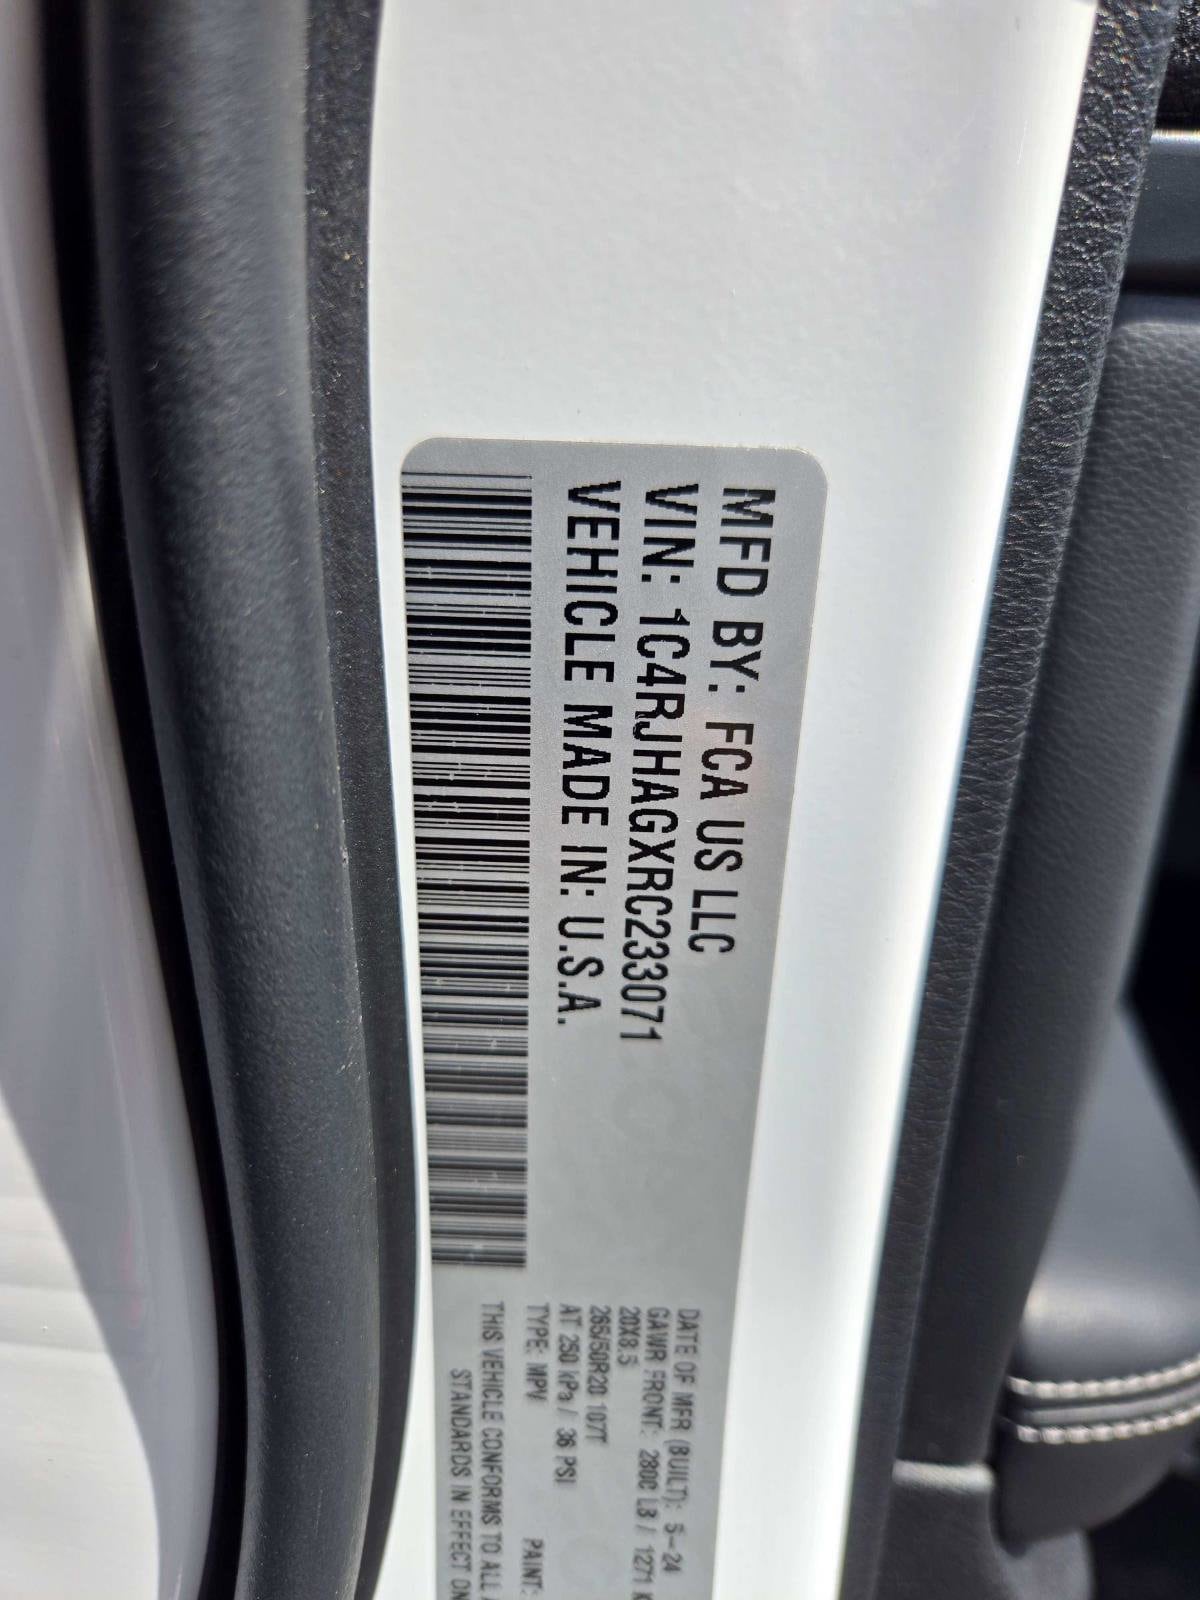 MFD BY: FCA US LLC
VIN: 1C4RJHAGXRC233071
VEHICLE MADE IN: U.S.A.
DATE OF MFR (BUILT): 5-24
GAWR FRONT: 2800 LB / 1271 K
20X8.5
265/50R20 107T
AT 250 kPa / 36 PSI
TYPE: MPV PAINT:
THIS VEHICLE CONFORMS TO ALL A
STANDARDS IN EFFECT ON